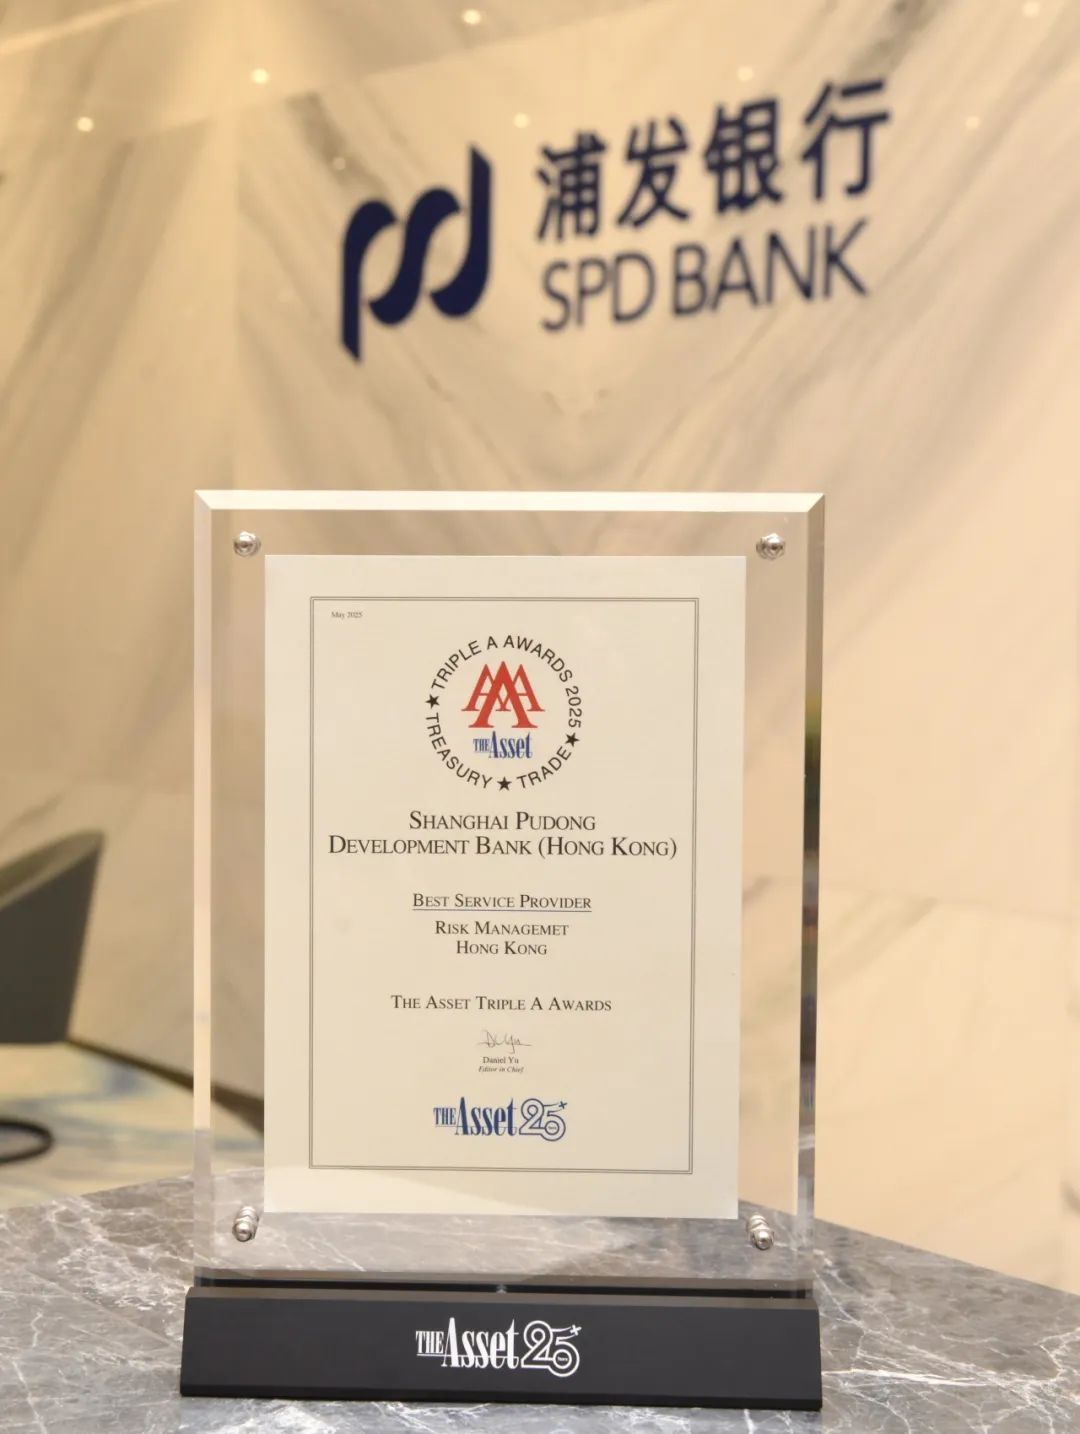 浦发银行
SPD BANK
May 2025
★ TRIPLE A AWARDS 2025 ★
TREASURY ★ TRADE
AAA
THE Asset
SHANGHAI PUDONG
DEVELOPMENT BANK (HONG KONG)
BEST SERVICE PROVIDER
RISK MANAGEMET
HONG KONG
THE ASSET TRIPLE A AWARDS
Daniel Yu
Editor in Chief
THE Asset 25+
THE Asset 25+